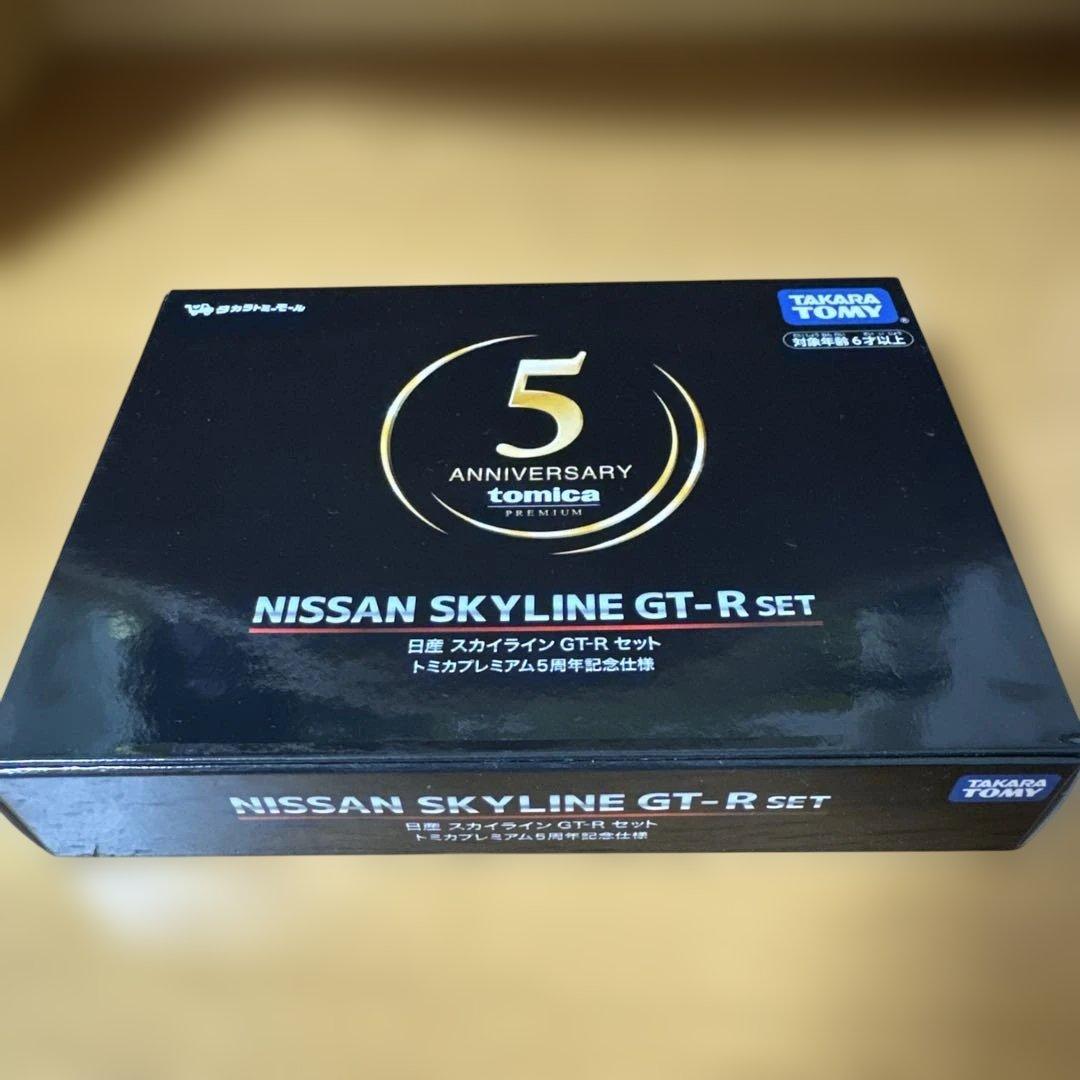 タカラトミーモール
TAKARA
TOMY
対象年齢 6才以上
5
ANNIVERSARY
tomica
PREMIUM
NISSAN SKYLINE GT-R SET
日産 スカイライン GT-R セット
トミカプレミアム5周年記念仕様
NISSAN SKYLINE GT-R SET
TAKARA
TOMY
日産 スカイライン GT-R セット
トミカプレミアム5周年記念仕様